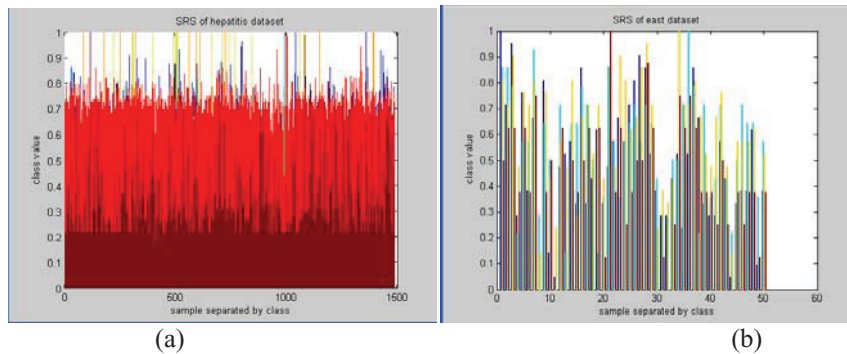 SRS of hepatitis dataset
1
0.9
0.8
0.7
0.6
0.5
0.4
0.3
0.2
0.1
0
class value
0 500 1000 1500
sample separated by class
(a)
SRS of east dataset
1
0.9
0.8
0.7
0.6
0.5
0.4
0.3
0.2
0.1
0
class value
0 10 20 30 40 50 60
sample separated by class
(b)